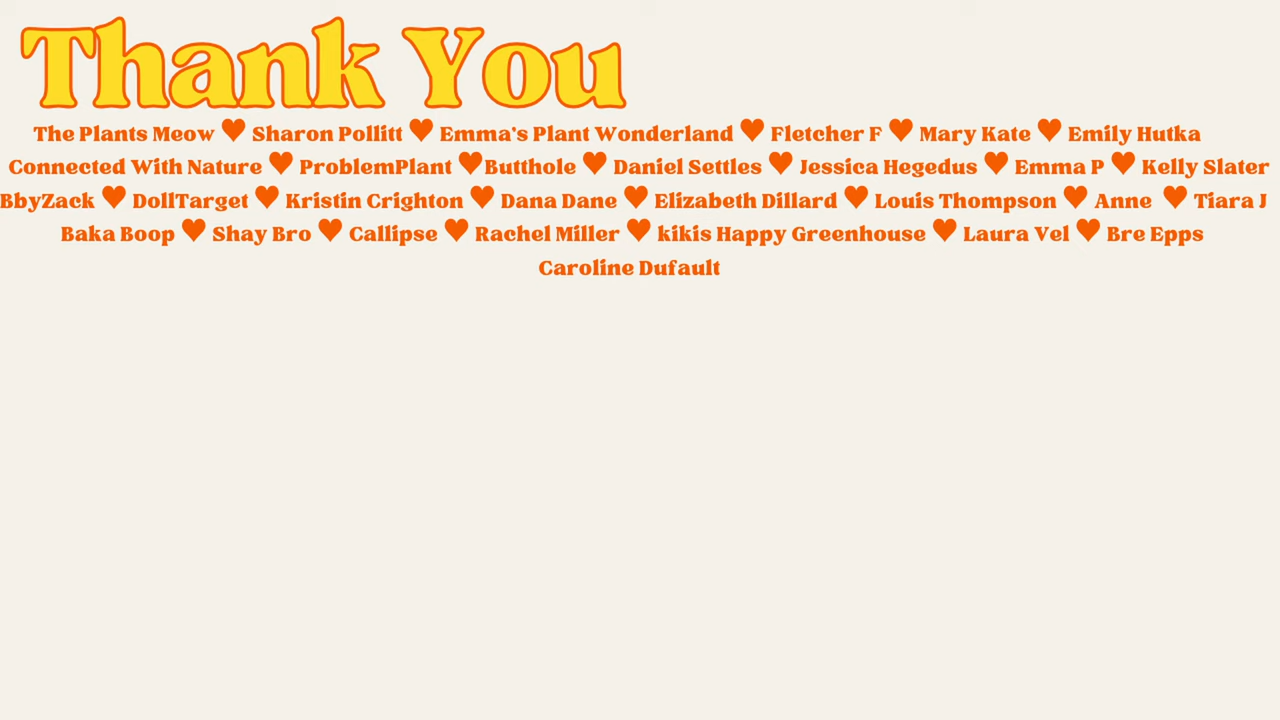 Thank You
The Plants Meow ♥ Sharon Pollitt ♥ Emma's Plant Wonderland ♥ Fletcher F ♥ Mary Kate ♥ Emily Hutka
Connected With Nature ♥ ProblemPlant ♥ Butthole ♥ Daniel Settles ♥ Jessica Hegedus ♥ Emma P ♥ Kelly Slater
BbyZack ♥ DollTarget ♥ Kristin Crighton ♥ Dana Dane ♥ Elizabeth Dillard ♥ Louis Thompson ♥ Anne ♥ Tiara J
Baka Boop ♥ Shay Bro ♥ Callipse ♥ Rachel Miller ♥ kikis Happy Greenhouse ♥ Laura Vel ♥ Bre Epps
Caroline Dufault